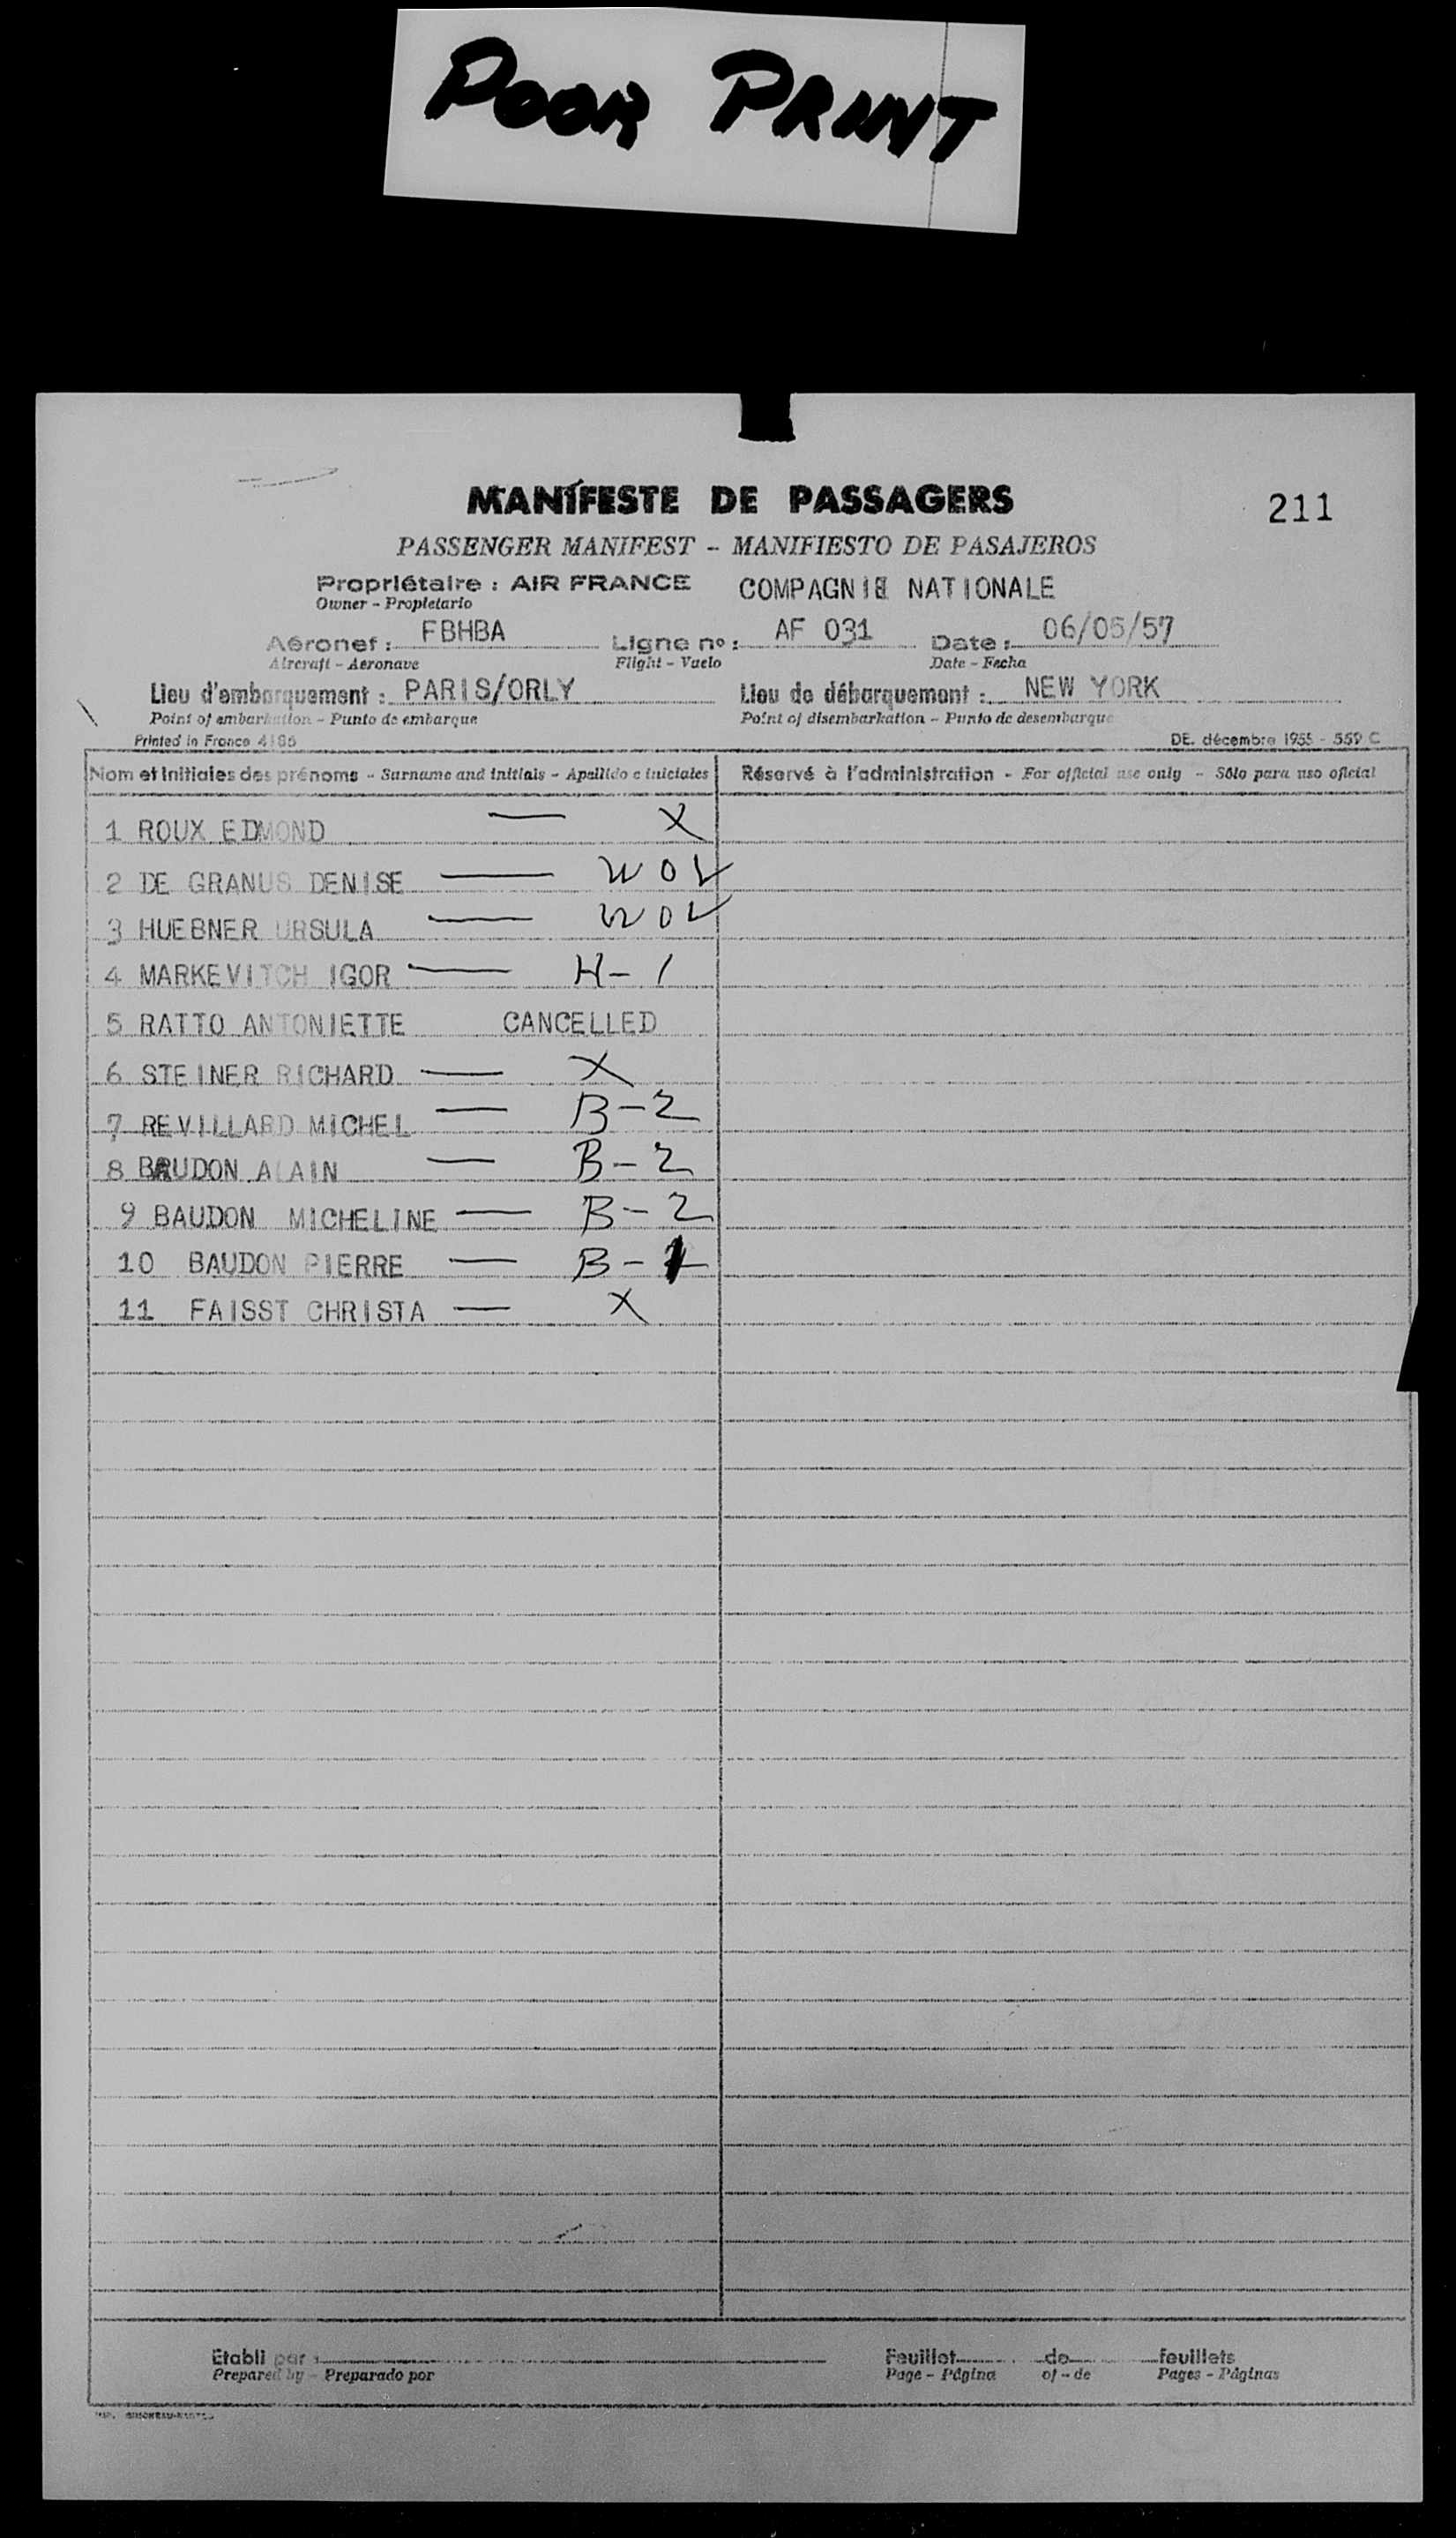 POOR PRINT
MANIFESTE DE PASSAGERS
211
PASSENGER MANIFEST - MANIFIESTO DE PASAJEROS
Propriétaire : AIR FRANCE COMPAGNIE NATIONALE
Owner - Propietario
Aéronef : FBHBA Ligne nº : AF 031 Date : 06/05/57
Aircraft - Aeronave Flight - Vuelo Date - Fecha
Lieu d'embarquement : PARIS/ORLY Lieu de débarquement : NEW YORK
Point of embarkation - Punto de embarque Point of disembarkation - Punto de desembarque
Printed in France 4186 DE. décembre 1955 - 559 C
Nom et initiales des prénoms - Surname and initials - Apellido e iniciales Réservé à l'administration - For official use only - Sólo para uso oficial
1 ROUX EDMOND — X
2 DE GRANUS DENISE — WOV
3 HUEBNER URSULA — WOV
4 MARKEVITCH IGOR — H-1
5 RATTO ANTONIETTE CANCELLED
6 STEINER RICHARD — X
7 REVILLARD MICHEL — B-2
8 BAUDON ALAIN — B-2
9 BAUDON MICHELINE — B-2
10 BAUDON PIERRE — B-1
11 FAISST CHRISTA — X
Etabli par : Feuillet de feuillets
Prepared by - Preparado por Page - Página of - de Pages - Páginas